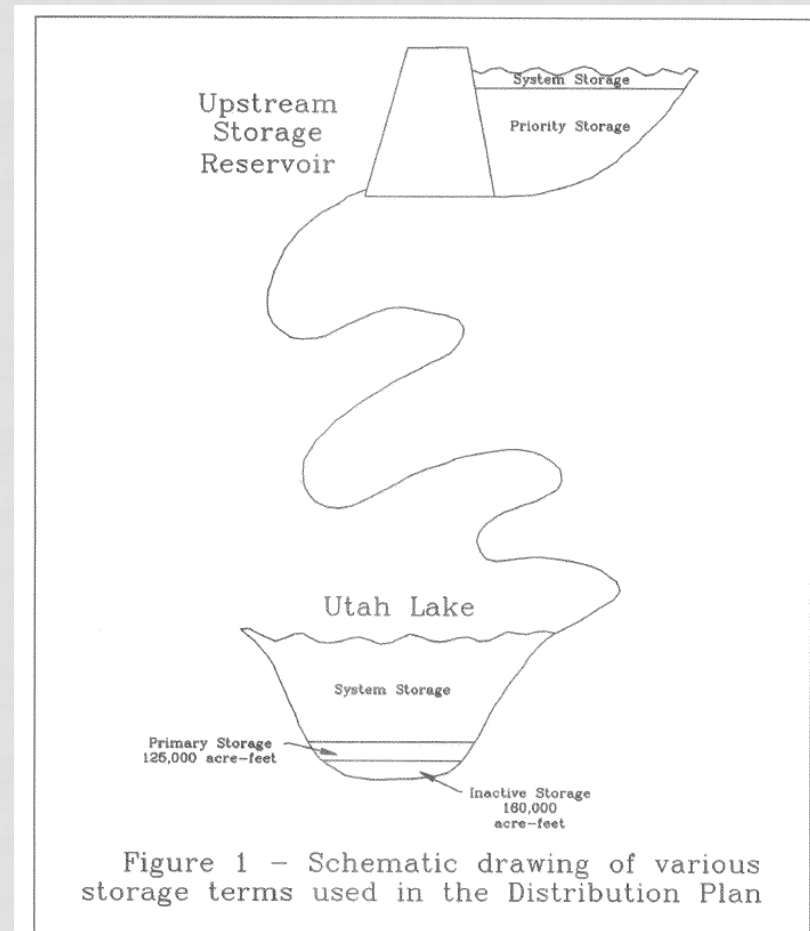 Upstream
Storage
Reservoir
System Storage
Priority Storage
Utah Lake
System Storage
Primary Storage
125,000 acre-feet
Inactive Storage
160,000
acre-feet
Figure 1 – Schematic drawing of various
storage terms used in the Distribution Plan